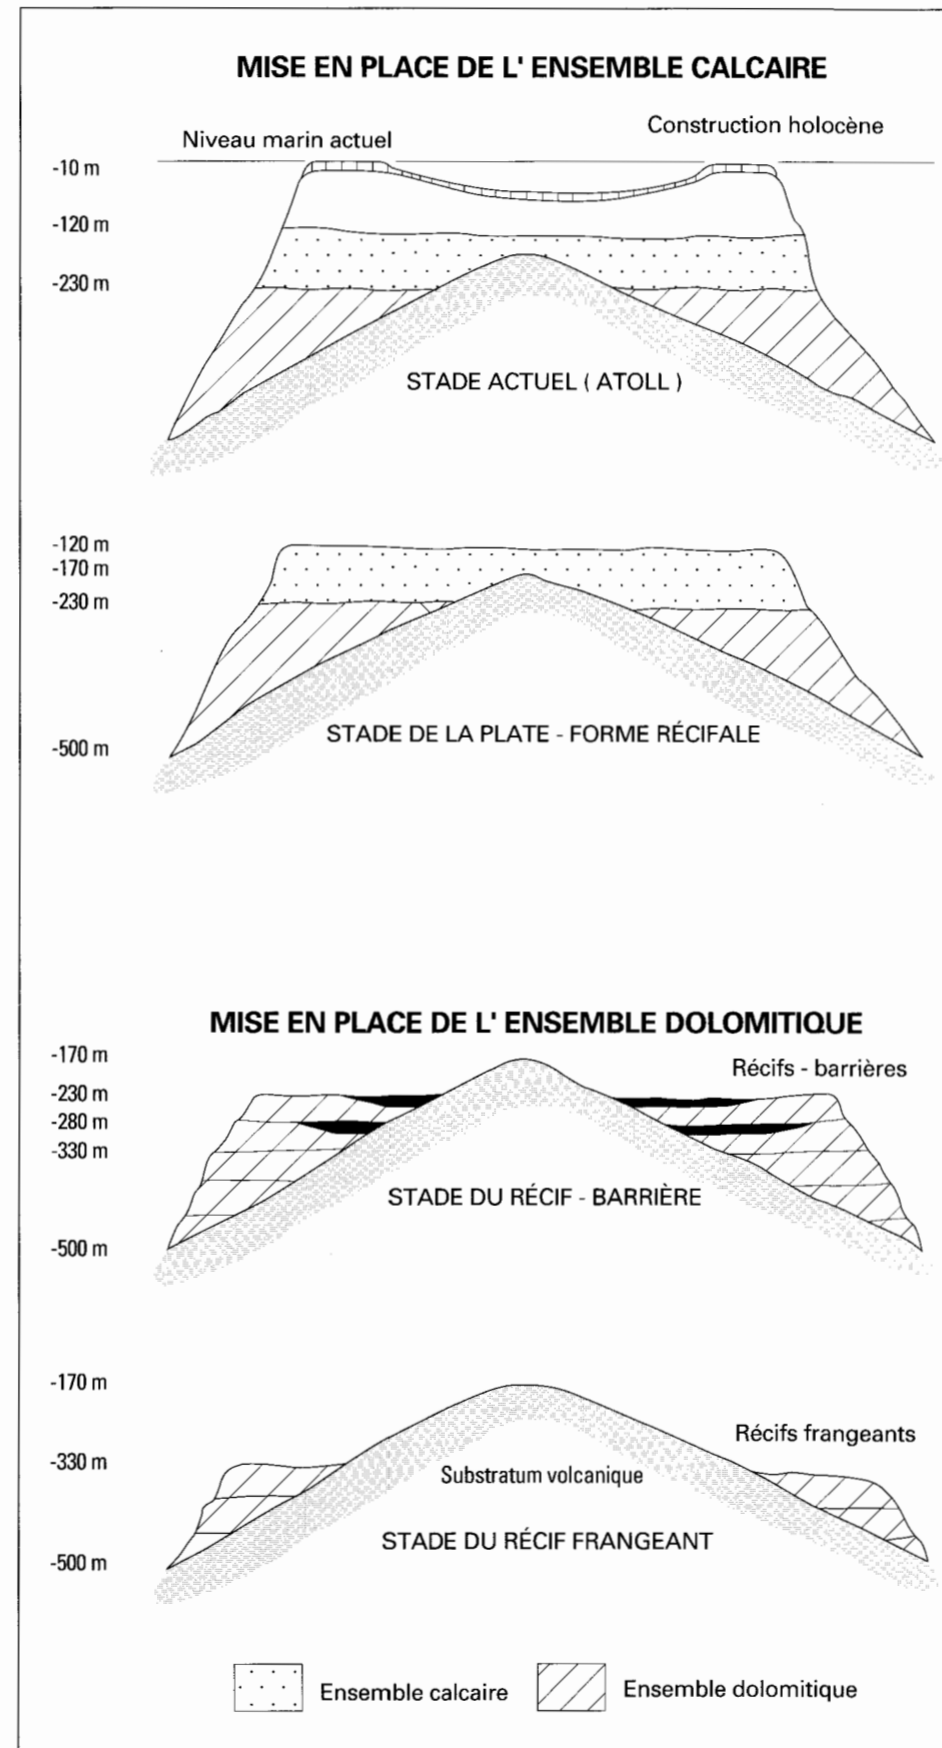 MISE EN PLACE DE L' ENSEMBLE CALCAIRE
Niveau marin actuel
Construction holocène
-10 m
-120 m
-230 m
STADE ACTUEL ( ATOLL )
-120 m
-170 m
-230 m
STADE DE LA PLATE - FORME RÉCIFALE
-500 m
MISE EN PLACE DE L' ENSEMBLE DOLOMITIQUE
-170 m
Récifs - barrières
-230 m
-280 m
-330 m
STADE DU RÉCIF - BARRIÈRE
-500 m
-170 m
Récifs frangeants
-330 m
Substratum volcanique
STADE DU RÉCIF FRANGEANT
-500 m
Ensemble calcaire
Ensemble dolomitique